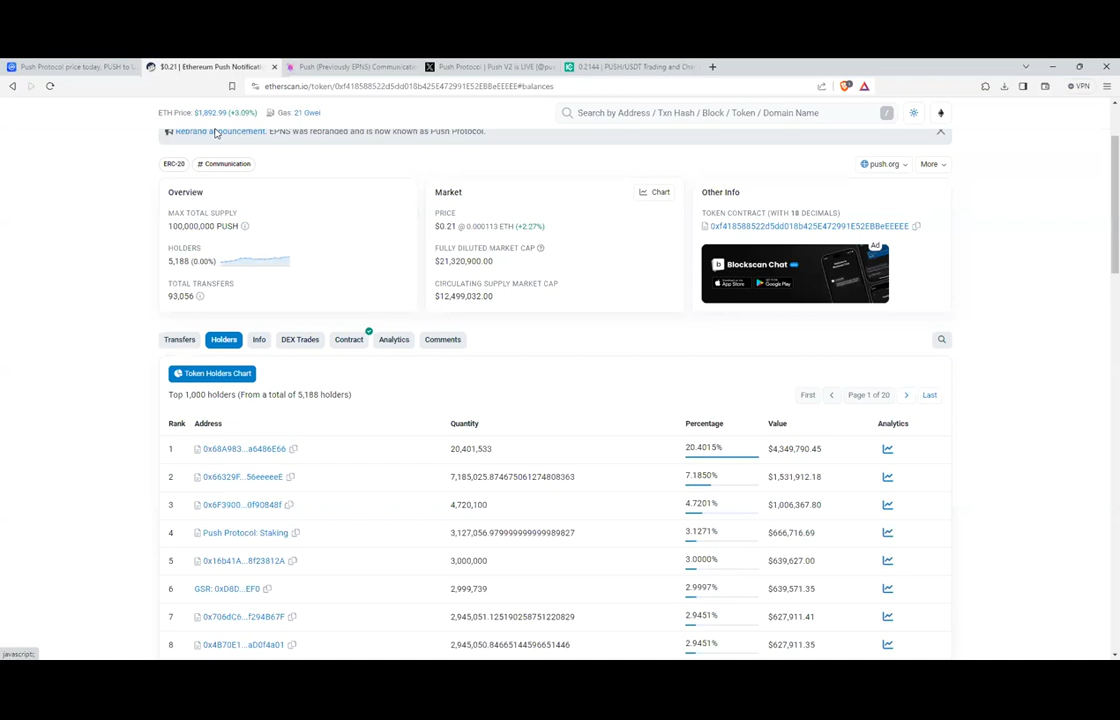 Push Protocol price today, PUSH to U
$0.21 | Ethereum Push Notificati
Push (Previously EPNS) Communicati
Push Protocol | Push V2 is LIVE (@pu
0.2144 | PUSH/USDT Trading and Cha
etherscan.io/token/0xf418588522d5dd018b425E472991E52EBBeEEEEE#balances
VPN
ETH Price: $1,892.99 (+3.09%) Gas: 21 Gwei
Search by Address / Txn Hash / Block / Token / Domain Name
/
Rebrand announcement. EPNS was rebranded and is now known as Push Protocol.
ERC-20
# Communication
push.org
More
Overview
MAX TOTAL SUPPLY
100,000,000 PUSH
HOLDERS
5,188 (0.00%)
TOTAL TRANSFERS
93,056
Market
Chart
PRICE
$0.21 @ 0.000113 ETH (+2.27%)
FULLY DILUTED MARKET CAP
$21,320,900.00
CIRCULATING SUPPLY MARKET CAP
$12,499,032.00
Other Info
TOKEN CONTRACT (WITH 18 DECIMALS)
0xf418588522d5dd018b425E472991E52EBBeEEEEE
Ad
Blockscan Chat
App Store
Google Play
Transfers Holders Info DEX Trades Contract Analytics Comments
Token Holders Chart
Top 1,000 holders (From a total of 5,188 holders)
First Page 1 of 20 Last
Rank Address Quantity Percentage Value Analytics
1 0x68A983...a6486E66 20,401,533 20.4015% $4,349,790.45
2 0x66329F...56eeeeeE 7,185,025.874675061274808363 7.1850% $1,531,912.18
3 0x6F3900...0f90848f 4,720,100 4.7201% $1,006,367.80
4 Push Protocol: Staking 3,127,056.979999999999989827 3.1271% $666,716.69
5 0x16b41A...8f23812A 3,000,000 3.0000% $639,627.00
6 GSR: 0xD8D...EF0 2,999,739 2.9997% $639,571.35
7 0x706dC6...f294B67F 2,945,051.125190258751220829 2.9451% $627,911.41
8 0x4B70E1...aD0f4a01 2,945,050.84665144596651446 2.9451% $627,911.35
javascript:;